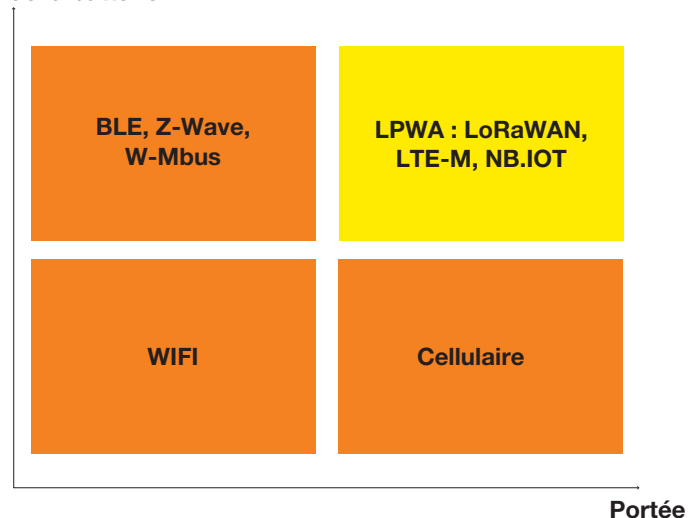 BLE, Z-Wave,
W-Mbus
LPWA : LoRaWAN,
LTE-M, NB.IOT
WIFI
Cellulaire
Portée